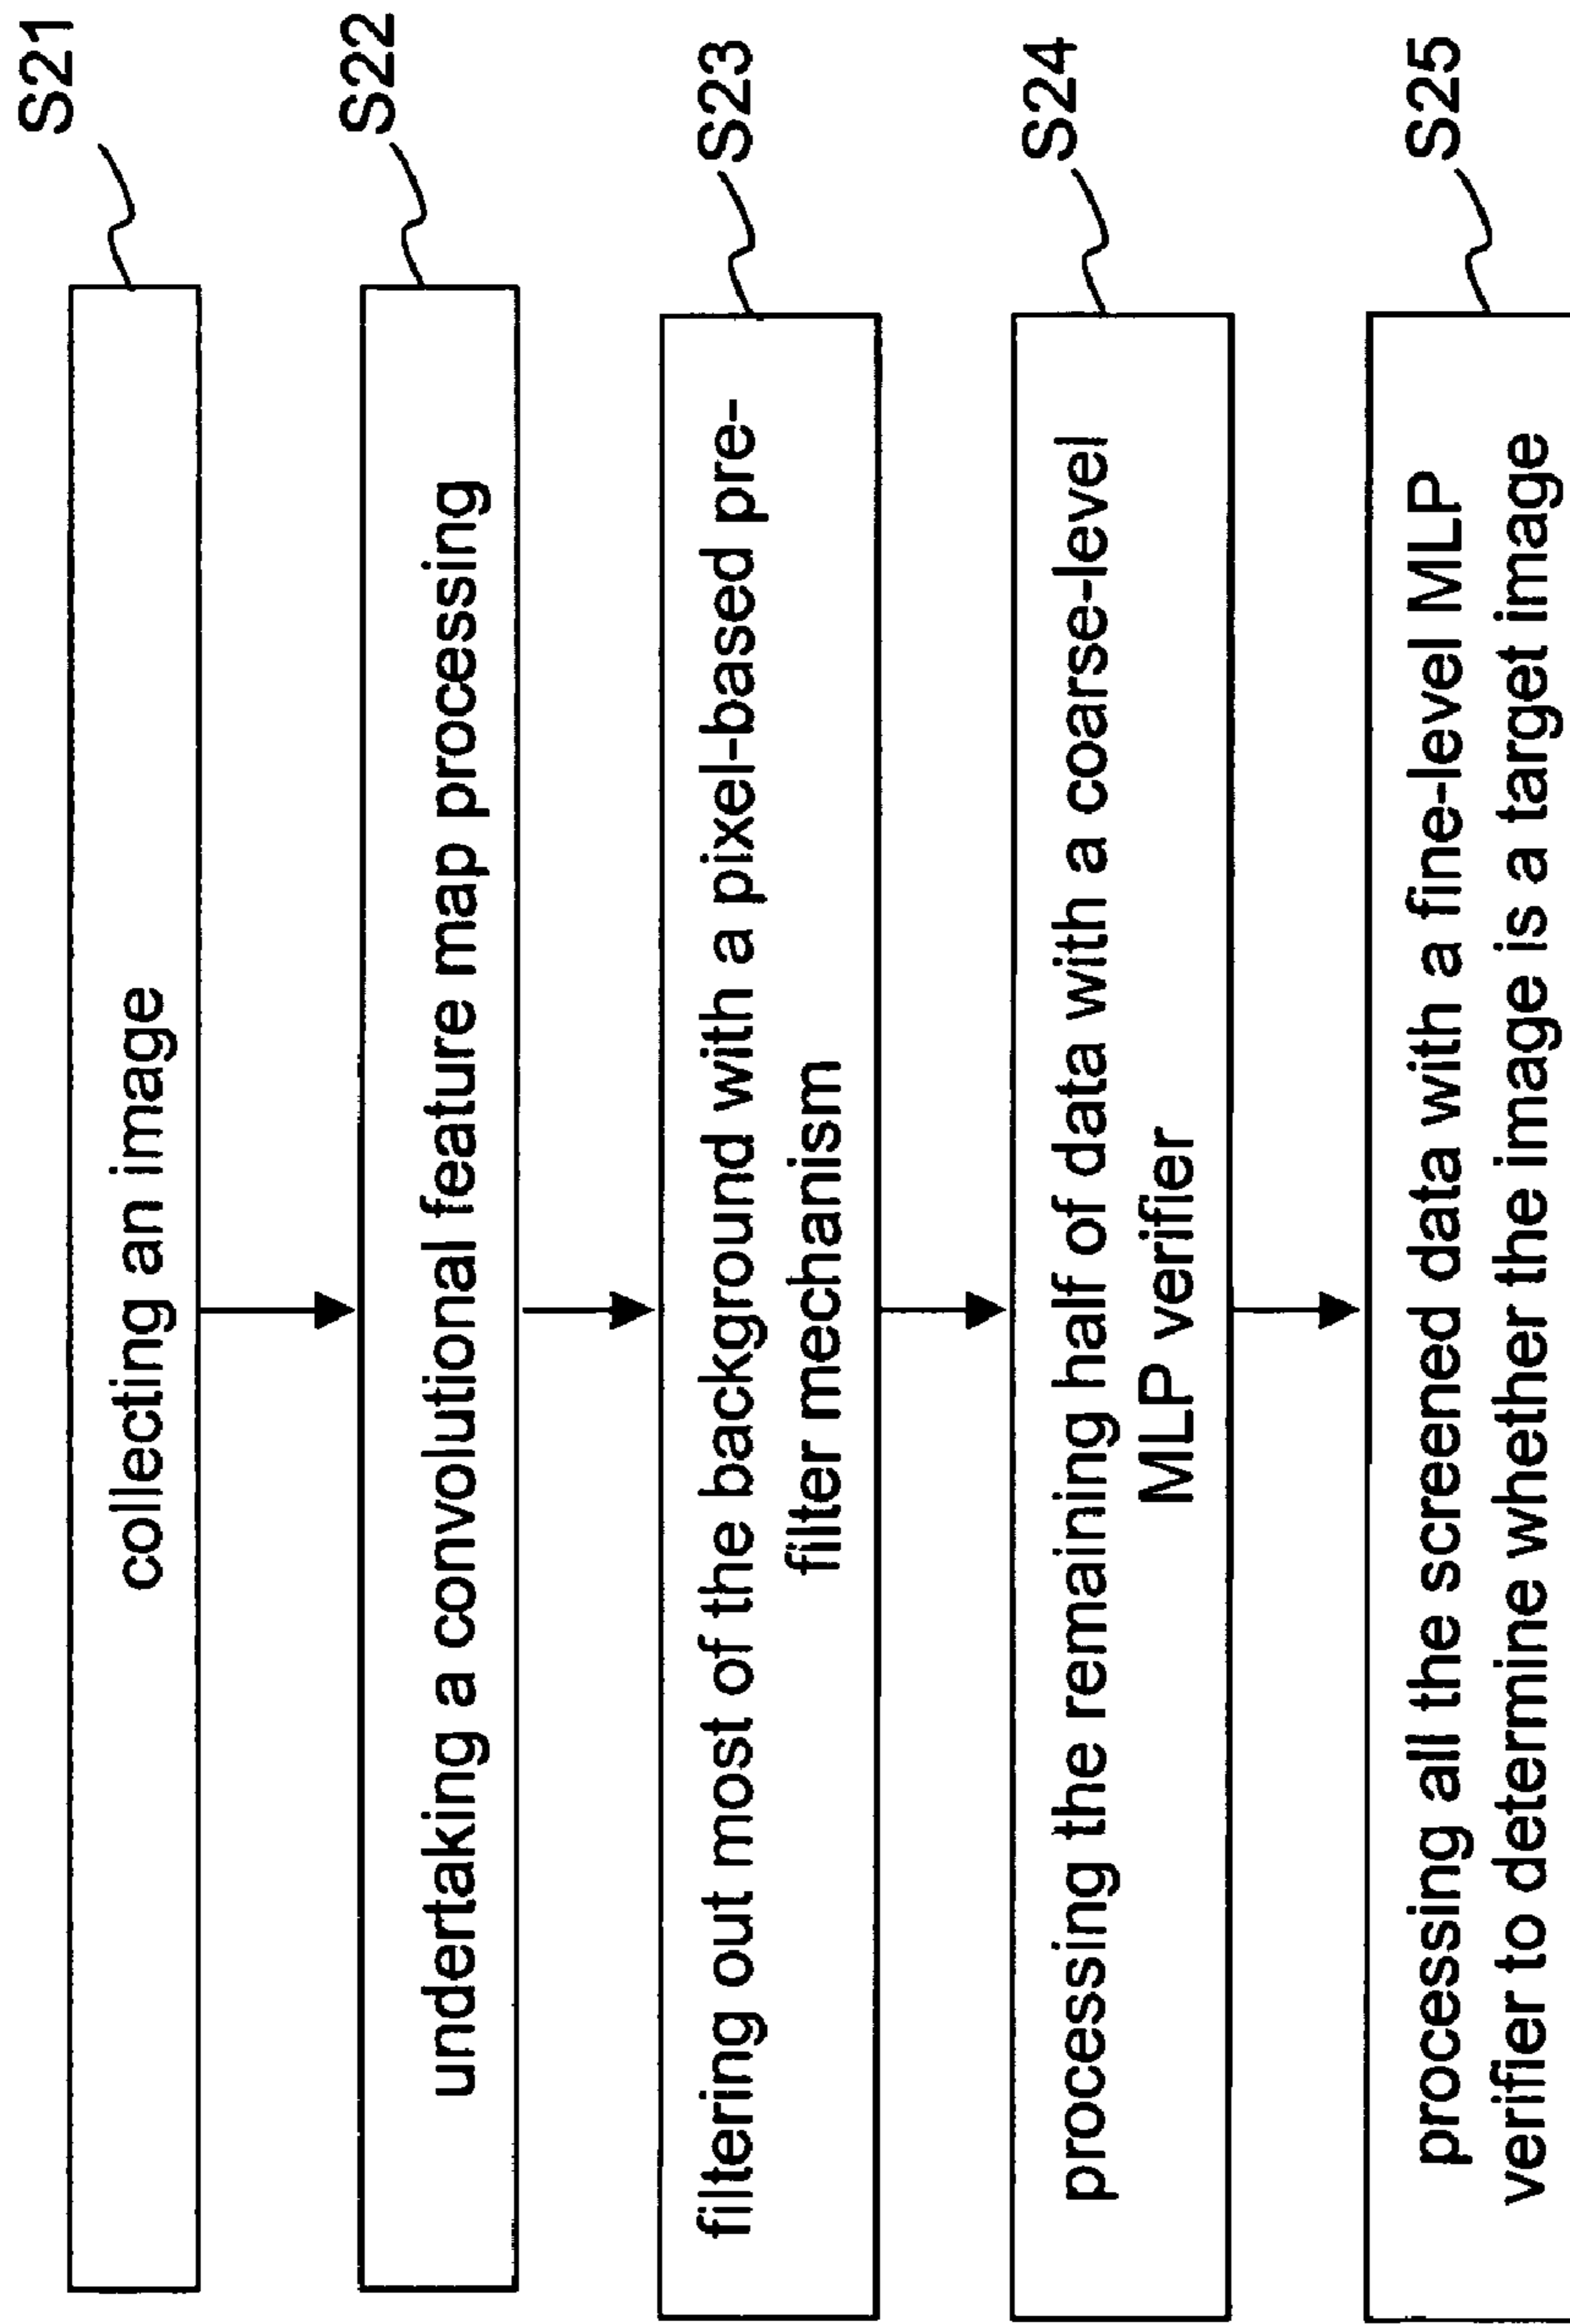 S21
collecting an image
S22
undertaking a convolutional feature map processing
S23
filtering out most of the background with a pixel-based pre-
filter mechanism
S24
processing the remaining half of data with a coarse-level
MLP verifier
S25
processing all the screened data with a fine-level MLP
verifier to determine whether the image is a target image